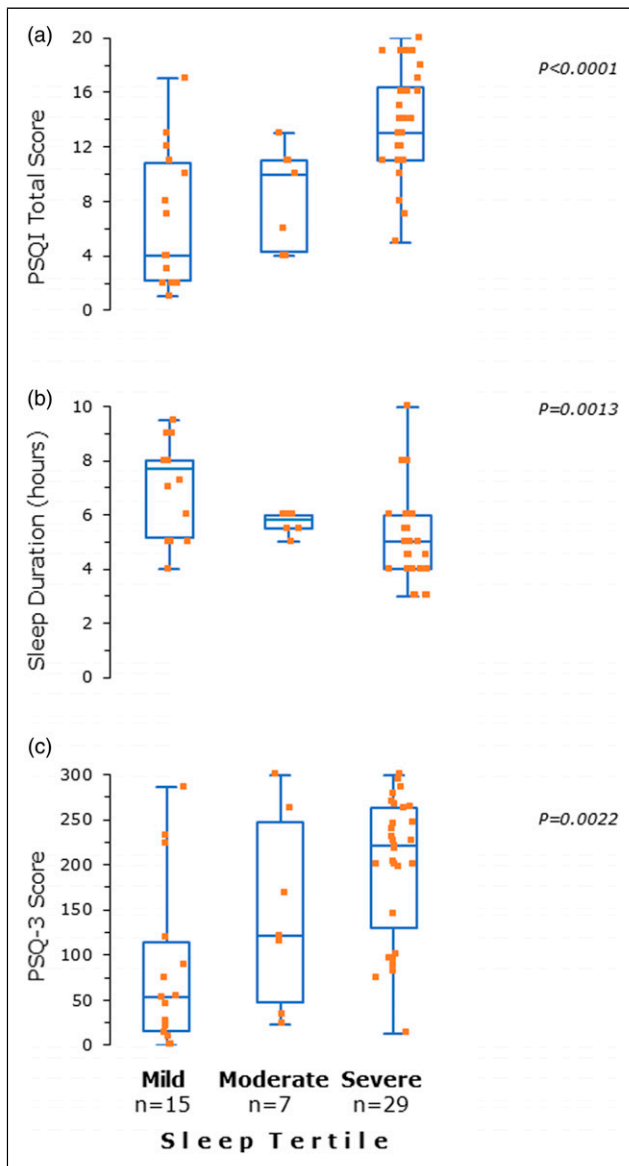 (a)
20
16
12
8
4
0
PSQI Total Score
P<0.0001
(b)
10
8
6
4
2
0
Sleep Duration (hours)
P=0.0013
(c)
300
250
200
150
100
50
0
PSQ-3 Score
P=0.0022
Mild Moderate Severe
n=15 n=7 n=29
Sleep Tertile